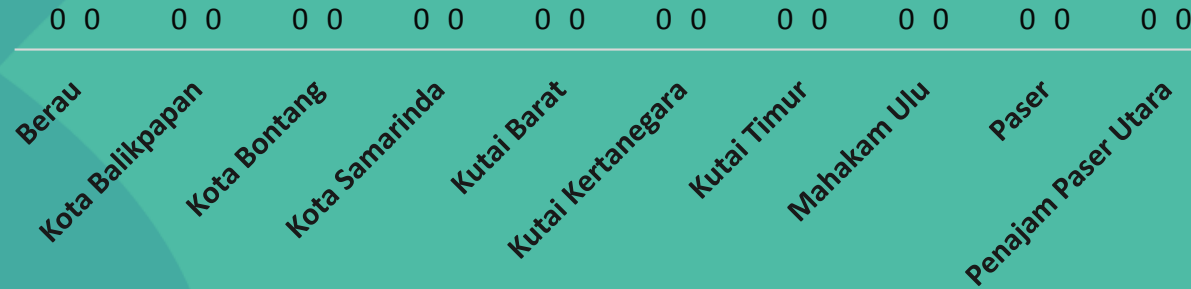 0 0 0 0 0 0 0 0 0 0 0 0 0 0 0 0 0 0 0 0
Berau
Kota Balikpapan
Kota Bontang
Kota Samarinda
Kutai Barat
Kutai Kertanegara
Kutai Timur
Mahakam Ulu
Paser
Penajam Paser Utara